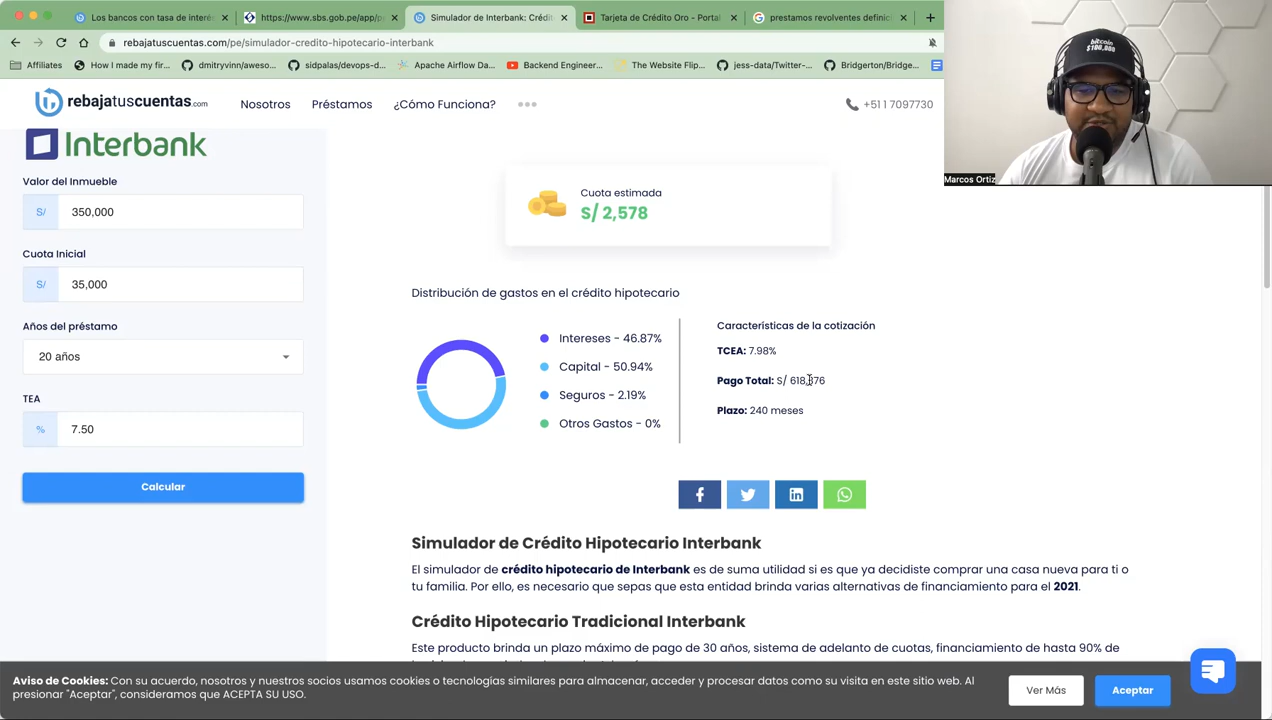 Los bancos con tasa de interés
https://www.sbs.gob.pe/app/p
Simulador de Interbank: Crédit
Tarjeta de Crédito Oro - Portal
prestamos revolventes definici
rebajatuscuentas.com/pe/simulador-credito-hipotecario-interbank
Affiliates
How I made my fir...
dmitryvinn/aweso...
sidpalas/devops-d...
Apache Airflow Da...
Backend Engineer...
The Website Flip...
jess-data/Twitter-...
Bridgerton/Bridge...
bitcoin
$100,000
Marcos Ortiz
rebajatuscuentas.com
Nosotros
Préstamos
¿Cómo Funciona?
+51 1 7097730
Interbank
Valor del Inmueble
S/ 350,000
Cuota Inicial
S/ 35,000
Años del préstamo
20 años
TEA
% 7.50
Calcular
Cuota estimada
S/ 2,578
Distribución de gastos en el crédito hipotecario
Intereses - 46.87%
Capital - 50.94%
Seguros - 2.19%
Otros Gastos - 0%
Características de la cotización
TCEA: 7.98%
Pago Total: S/ 618,376
Plazo: 240 meses
Simulador de Crédito Hipotecario Interbank
El simulador de crédito hipotecario de Interbank es de suma utilidad si es que ya decidiste comprar una casa nueva para ti o
tu familia. Por ello, es necesario que sepas que esta entidad brinda varias alternativas de financiamiento para el 2021.
Crédito Hipotecario Tradicional Interbank
Este producto brinda un plazo máximo de pago de 30 años, sistema de adelanto de cuotas, financiamiento de hasta 90% de
Aviso de Cookies: Con su acuerdo, nosotros y nuestros socios usamos cookies o tecnologías similares para almacenar, acceder y procesar datos como su visita en este sitio web. Al
presionar "Aceptar", consideramos que ACEPTA SU USO.
Ver Más
Aceptar